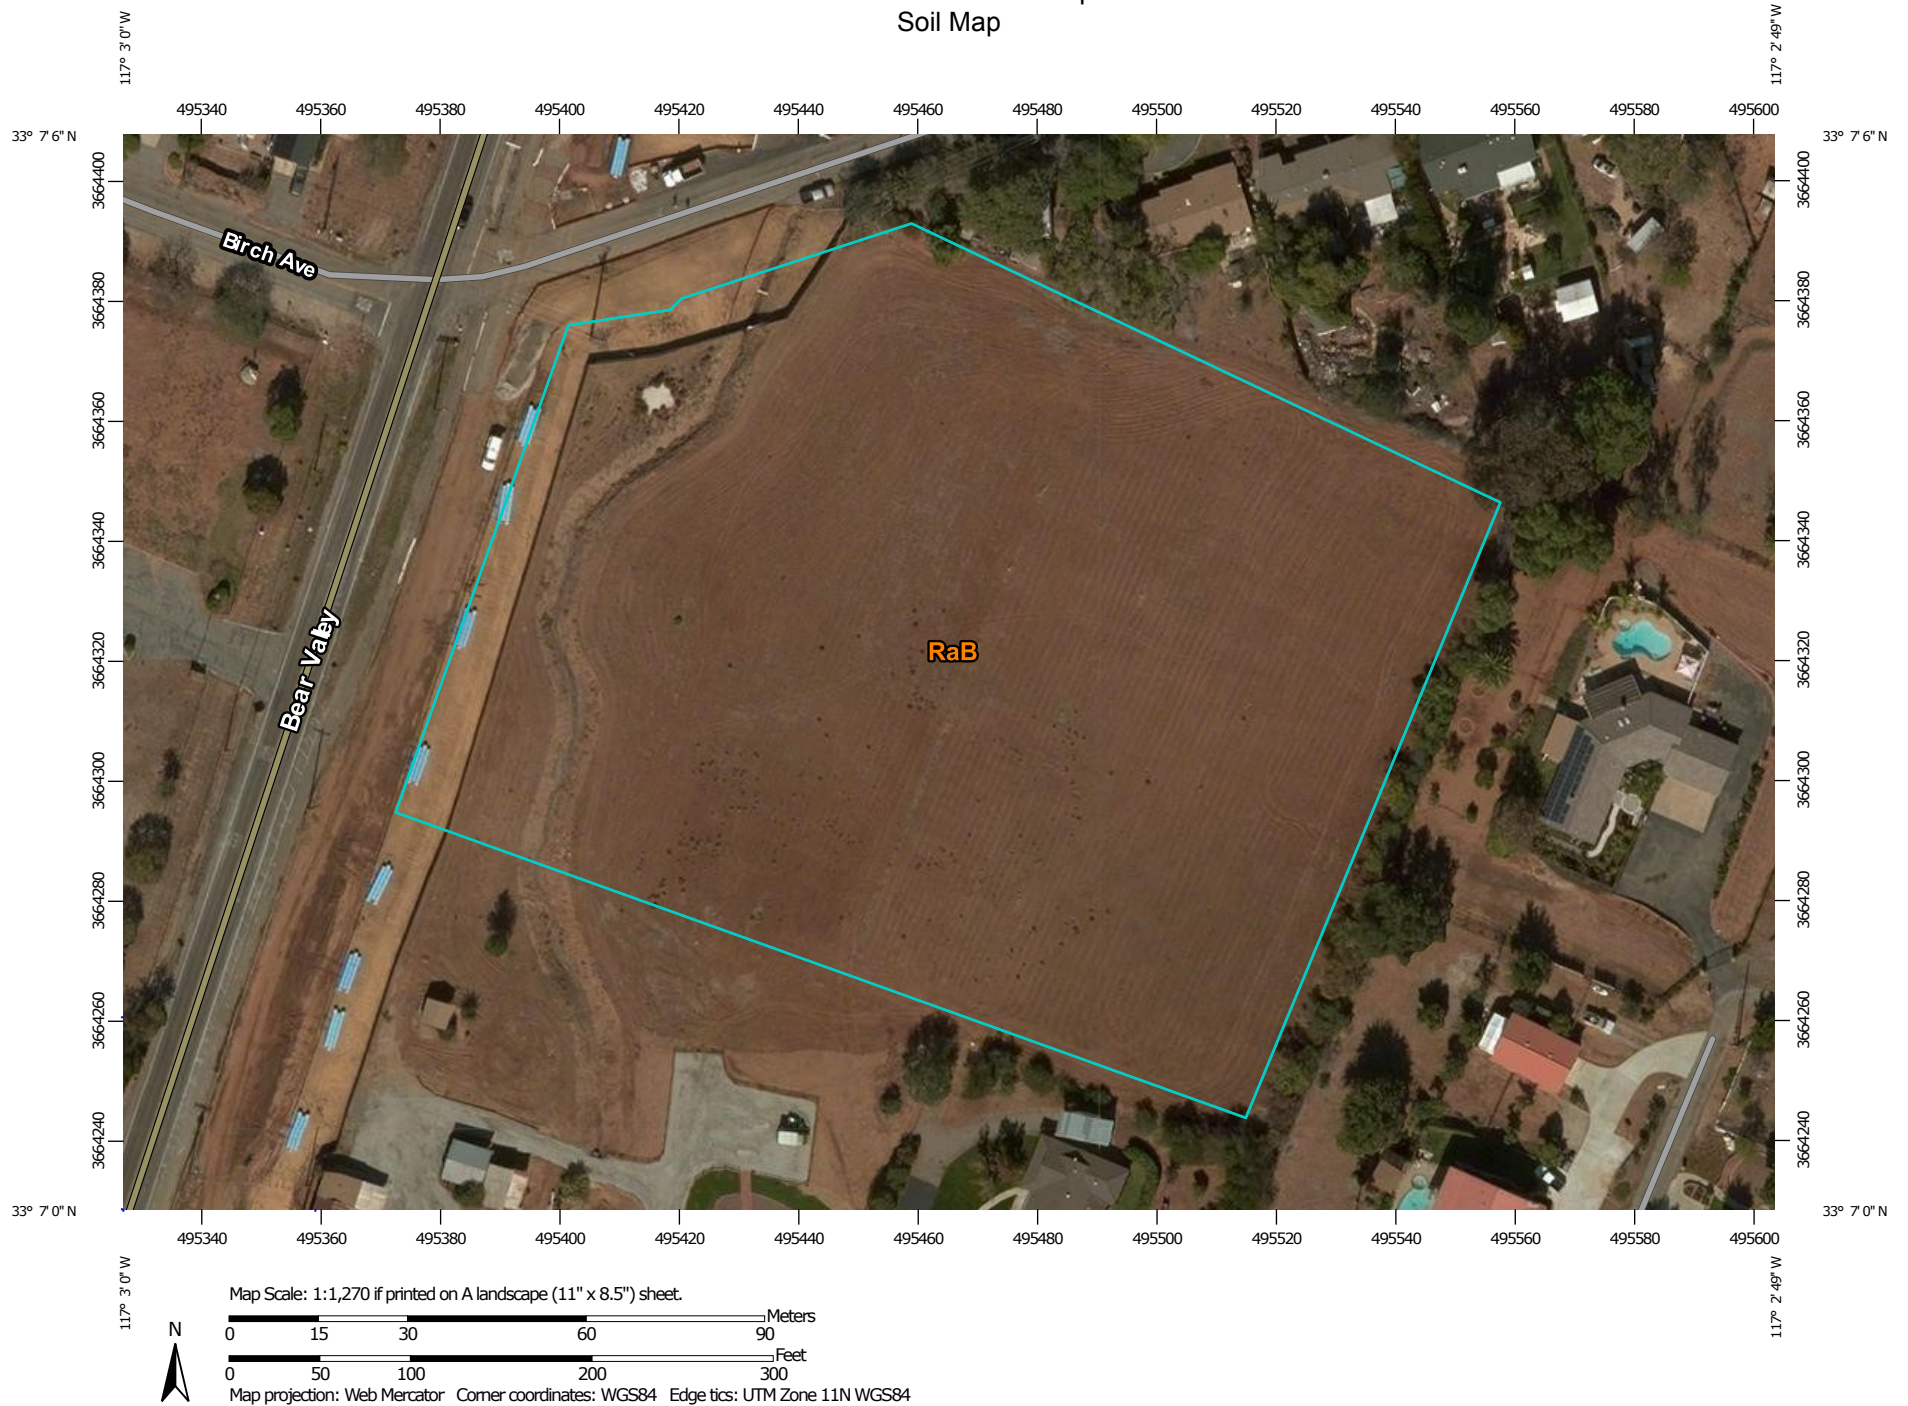 Soil Map
117° 3' 0" W
117° 2' 49" W
495340 495360 495380 495400 495420 495440 495460 495480 495500 495520 495540 495560 495580 495600
33° 7' 6" N
33° 7' 6" N
3664400
3664380
3664360
3664340
3664320
3664300
3664280
3664260
3664240
3664400
3664380
3664360
3664340
3664320
3664300
3664280
3664260
3664240
Birch Ave
Bear Valley
RaB
33° 7' 0" N
33° 7' 0" N
495340 495360 495380 495400 495420 495440 495460 495480 495500 495520 495540 495560 495580 495600
117° 3' 0" W
117° 2' 49" W
Map Scale: 1:1,270 if printed on A landscape (11" x 8.5") sheet.
Meters
0 15 30 60 90
Feet
0 50 100 200 300
N
Map projection: Web Mercator Corner coordinates: WGS84 Edge tics: UTM Zone 11N WGS84